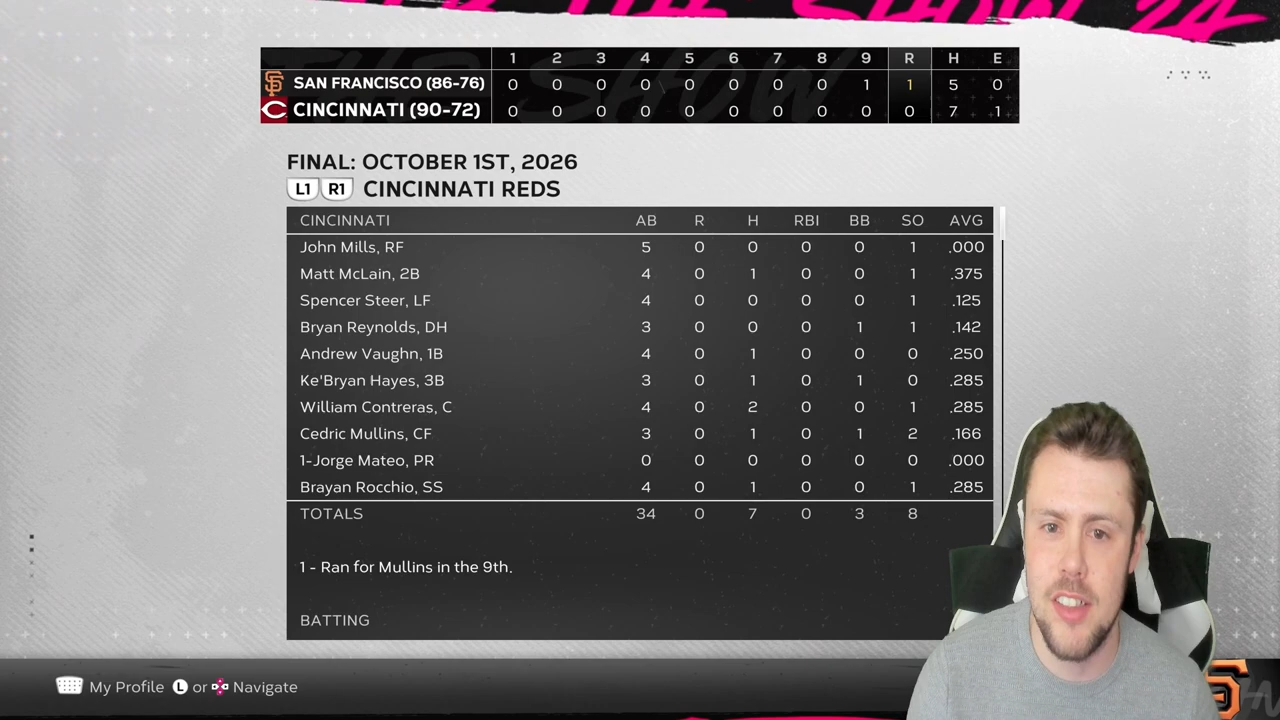 THE SHOW 24
1 2 3 4 5 6 7 8 9 R H E
SAN FRANCISCO (86-76) 0 0 0 0 0 0 0 0 1 1 5 0
CINCINNATI (90-72) 0 0 0 0 0 0 0 0 0 0 7 1
FINAL: OCTOBER 1ST, 2026
L1 R1 CINCINNATI REDS
CINCINNATI AB R H RBI BB SO AVG
John Mills, RF 5 0 0 0 0 1 .000
Matt McLain, 2B 4 0 1 0 0 1 .375
Spencer Steer, LF 4 0 0 0 0 1 .125
Bryan Reynolds, DH 3 0 0 0 1 1 .142
Andrew Vaughn, 1B 4 0 1 0 0 0 .250
Ke'Bryan Hayes, 3B 3 0 1 0 1 0 .285
William Contreras, C 4 0 2 0 0 1 .285
Cedric Mullins, CF 3 0 1 0 1 2 .166
1-Jorge Mateo, PR 0 0 0 0 0 0 .000
Brayan Rocchio, SS 4 0 1 0 0 1 .285
TOTALS 34 0 7 0 3 8
1 - Ran for Mullins in the 9th.
BATTING
My Profile L or Navigate